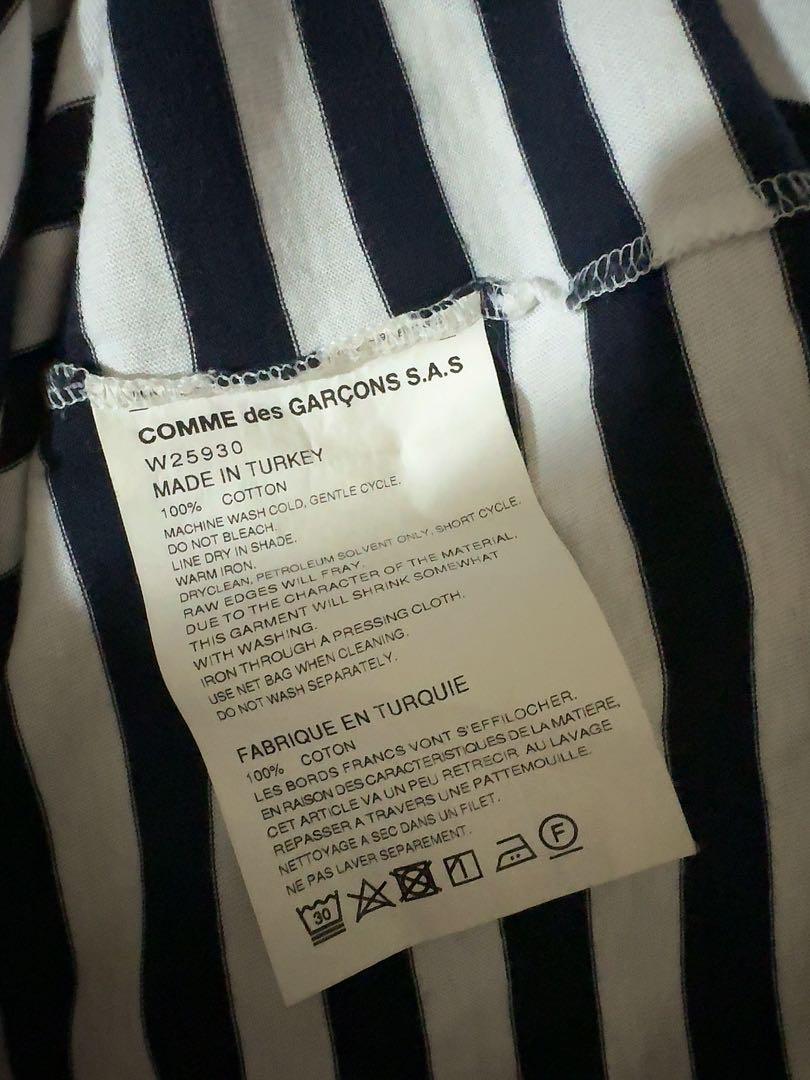 COMME des GARÇONS S.A.S
W25930
MADE IN TURKEY
100% COTTON
MACHINE WASH COLD, GENTLE CYCLE.
DO NOT BLEACH.
LINE DRY IN SHADE.
WARM IRON.
DRYCLEAN, PETROLEUM SOLVENT ONLY, SHORT CYCLE.
RAW EDGES WILL FRAY.
DUE TO THE CHARACTER OF THE MATERIAL,
THIS GARMENT WILL SHRINK SOMEWHAT
WITH WASHING.
IRON THROUGH A PRESSING CLOTH.
USE NET BAG WHEN CLEANING.
DO NOT WASH SEPARATELY.
FABRIQUE EN TURQUIE
100% COTON
LES BORDS FRANCS VONT S'EFFILOCHER.
EN RAISON DES CARACTERISTIQUES DE LA MATIERE,
CET ARTICLE VA UN PEU RETRECIR AU LAVAGE
REPASSER A TRAVERS UNE PATTEMOUILLE.
NETTOYAGE A SEC DANS UN FILET.
NE PAS LAVER SEPAREMENT.
30 F